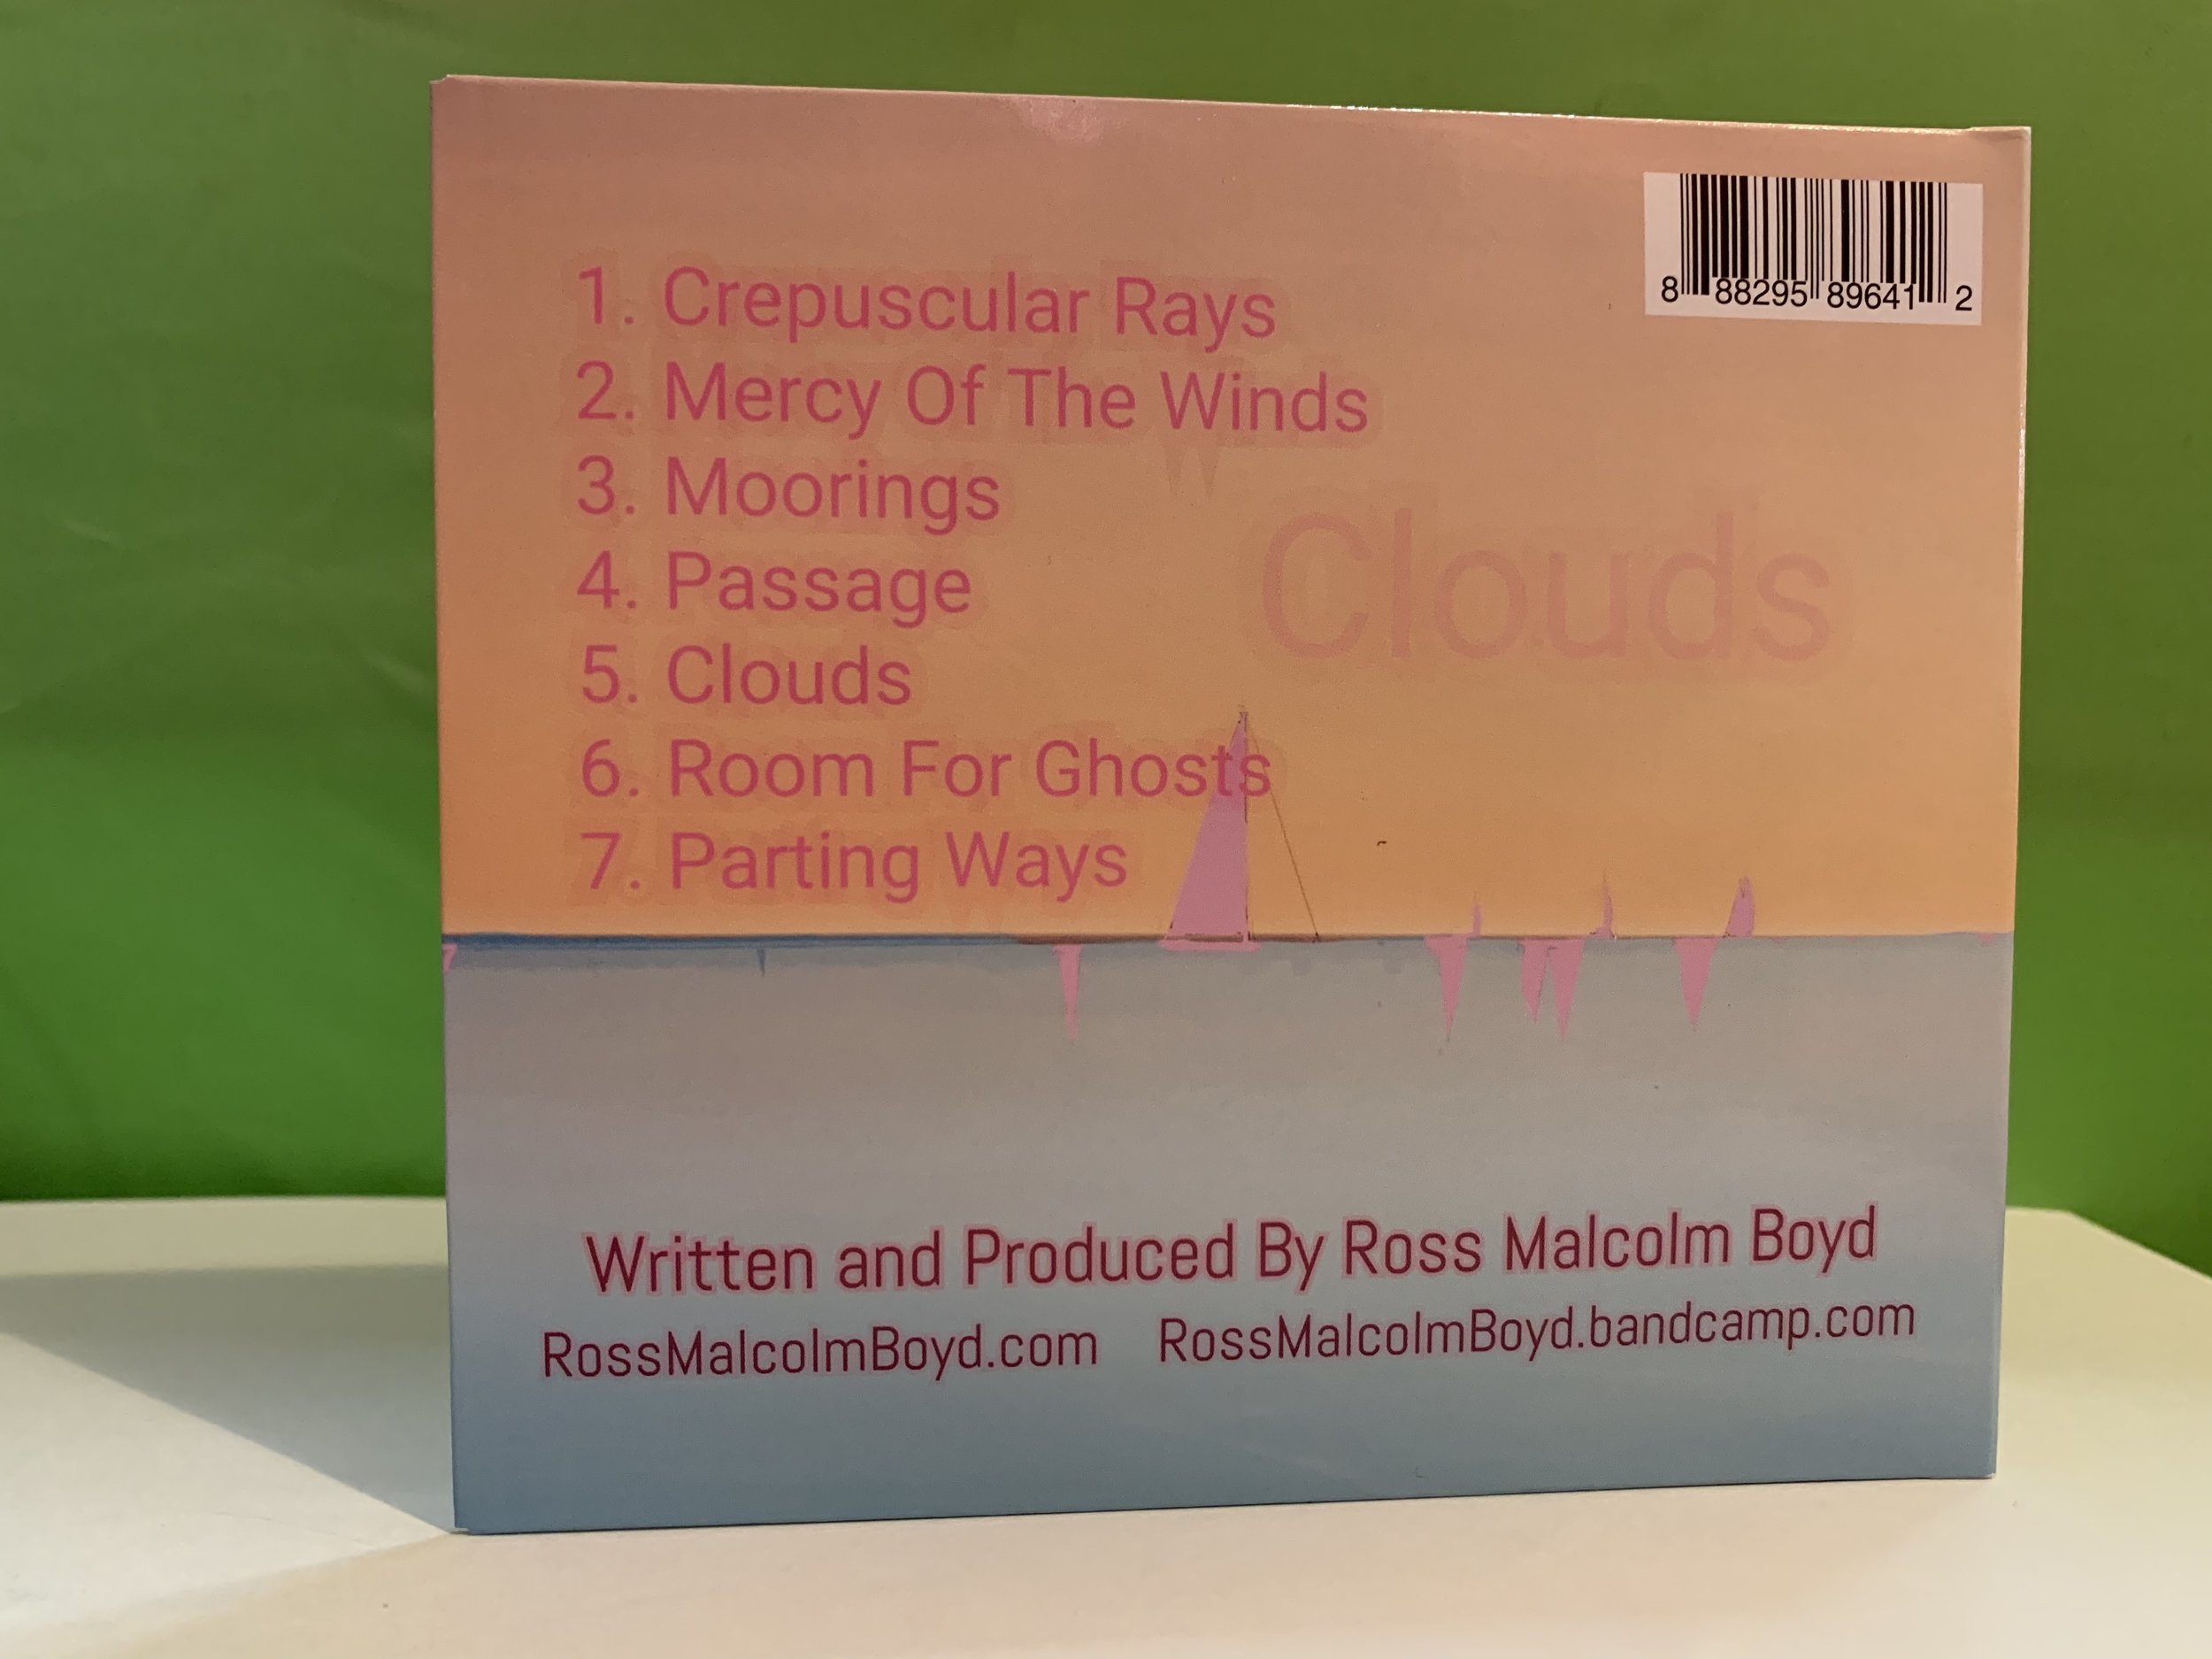 8 88295 89641 2
1. Crepuscular Rays
2. Mercy Of The Winds
3. Moorings
4. Passage
5. Clouds
6. Room For Ghosts
7. Parting Ways
Clouds
Written and Produced By Ross Malcolm Boyd
RossMalcolmBoyd.com RossMalcolmBoyd.bandcamp.com